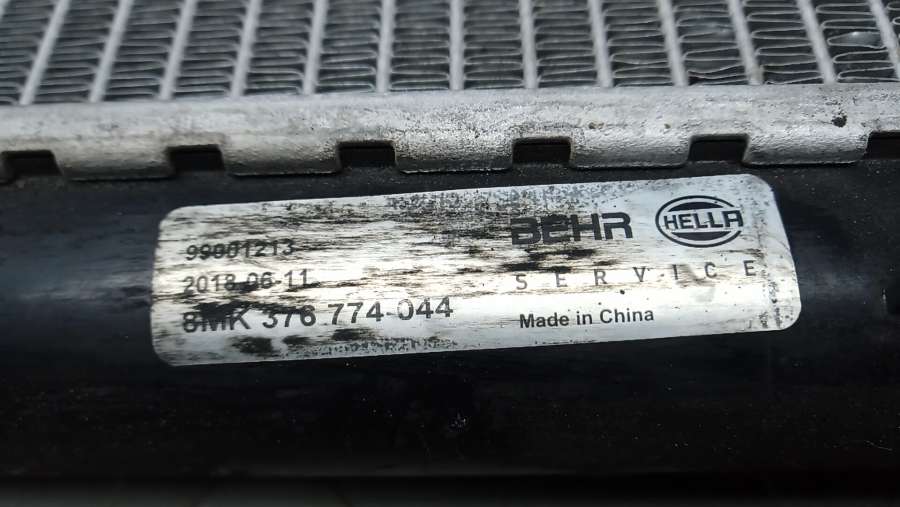 99001213
2018-06-11
8MK 376 774-044
BEHR HELLA
SERVICE
Made in China